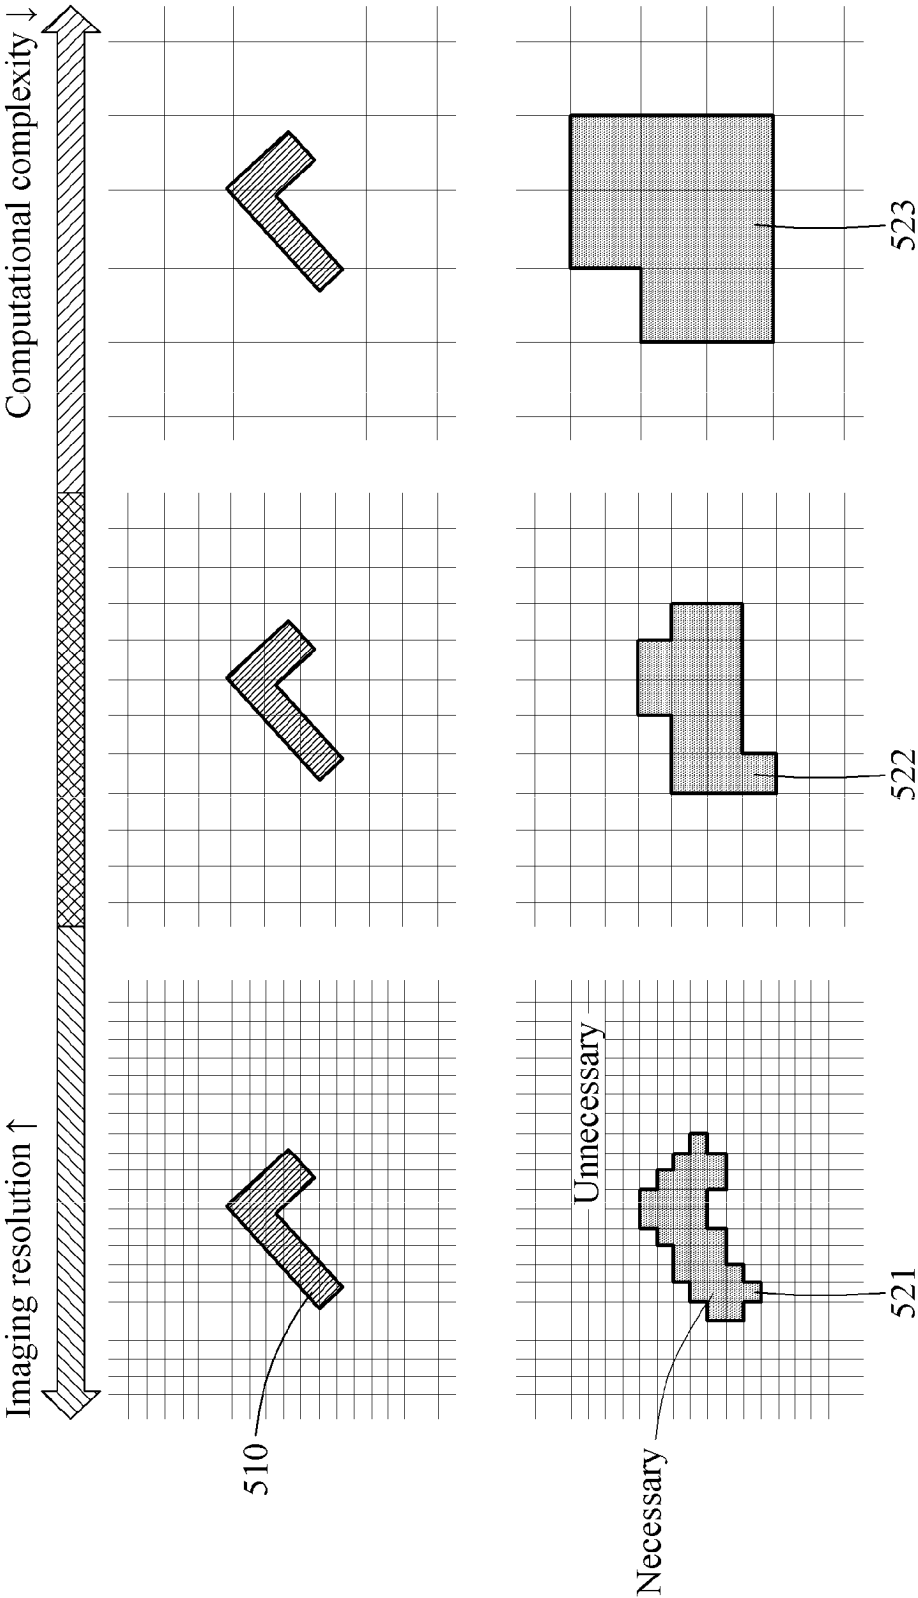 Imaging resolution ↑
Computational complexity ↓
510
Unnecessary
Necessary
521
522
523